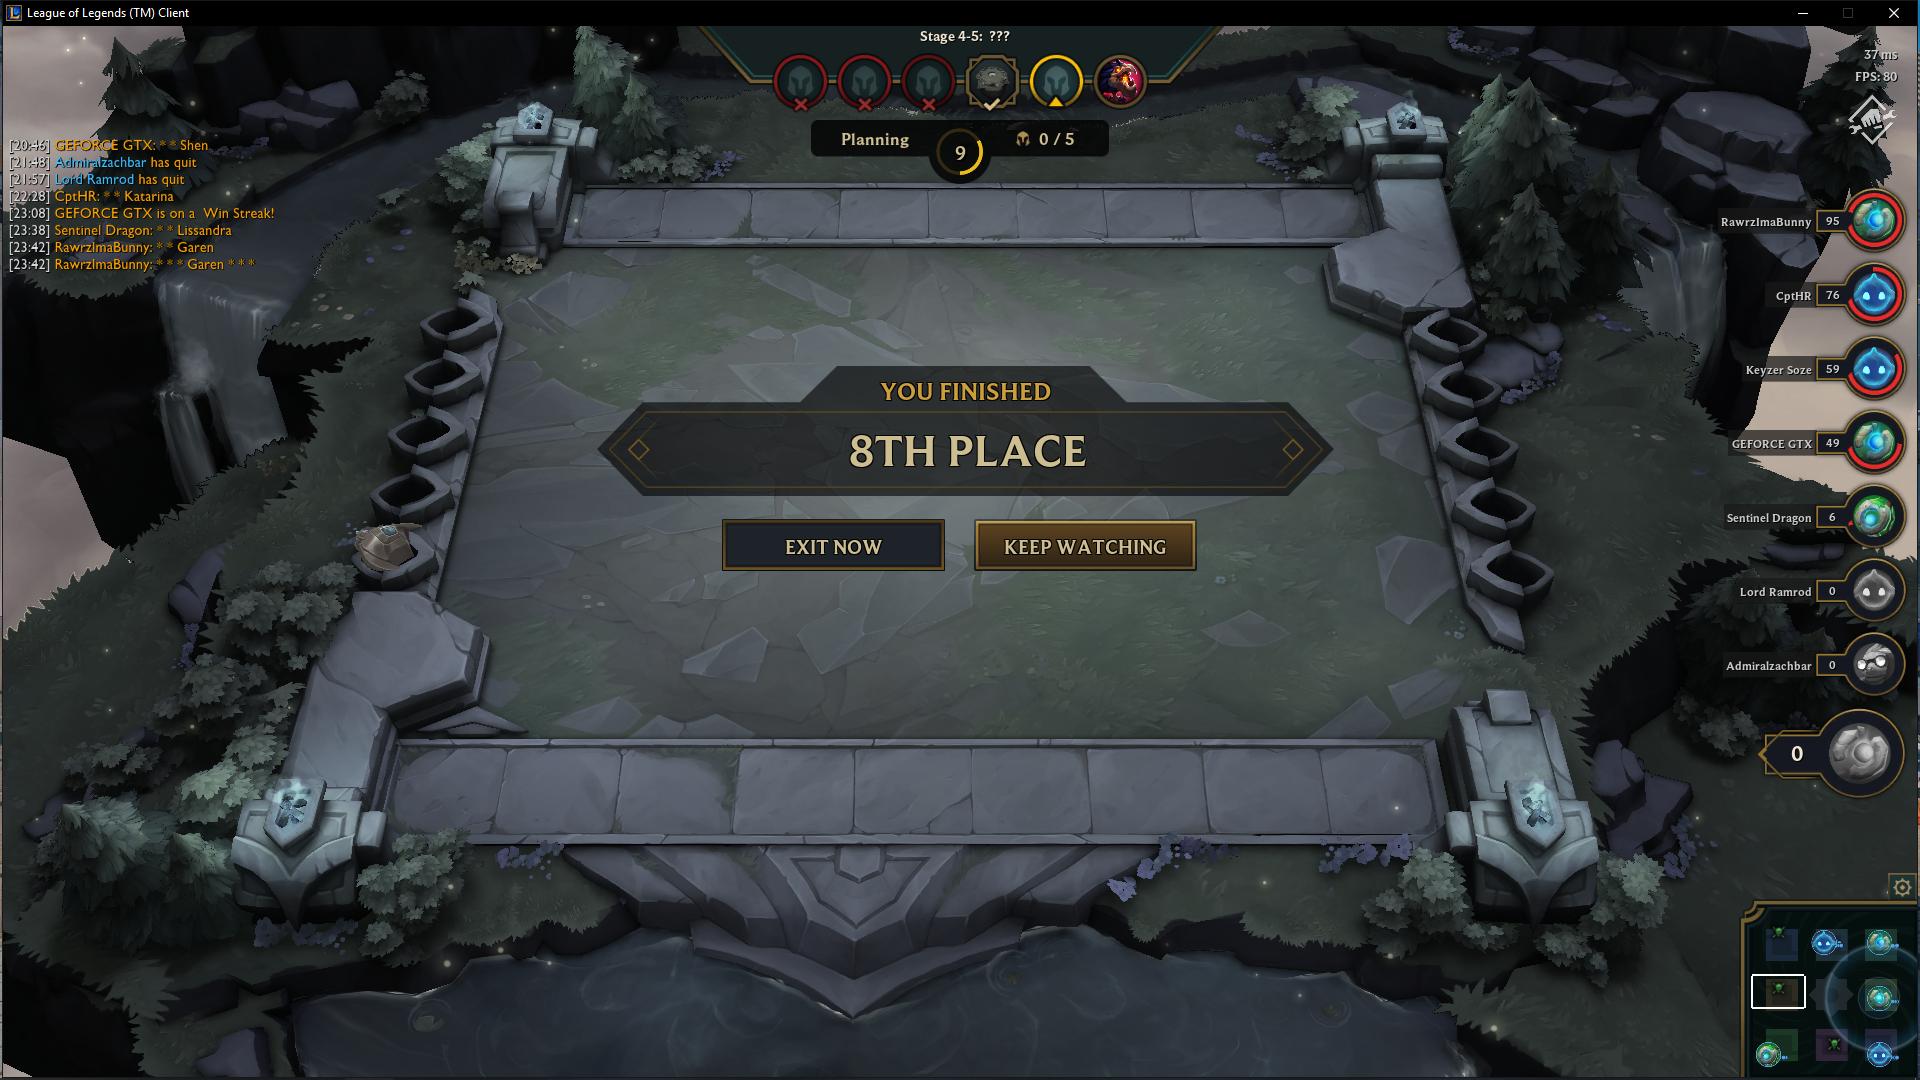 League of Legends (TM) Client
Stage 4-5: ???
37 ms
FPS: 80
Planning
9
0 / 5
[20:46] GEFORCE GTX: * * Shen
[21:48] Admiralzachbar has quit
[21:57] Lord Ramrod has quit
[22:28] CptHR: * * Katarina
[23:08] GEFORCE GTX is on a Win Streak!
[23:38] Sentinel Dragon: * * Lissandra
[23:42] RawrzImaBunny: * * Garen
[23:42] RawrzImaBunny: * * * Garen * * *
RawrzImaBunny 95
CptHR 76
Keyzer Soze 59
GEFORCE GTX 49
Sentinel Dragon 6
Lord Ramrod 0
Admiralzachbar 0
0
YOU FINISHED
8TH PLACE
EXIT NOW
KEEP WATCHING